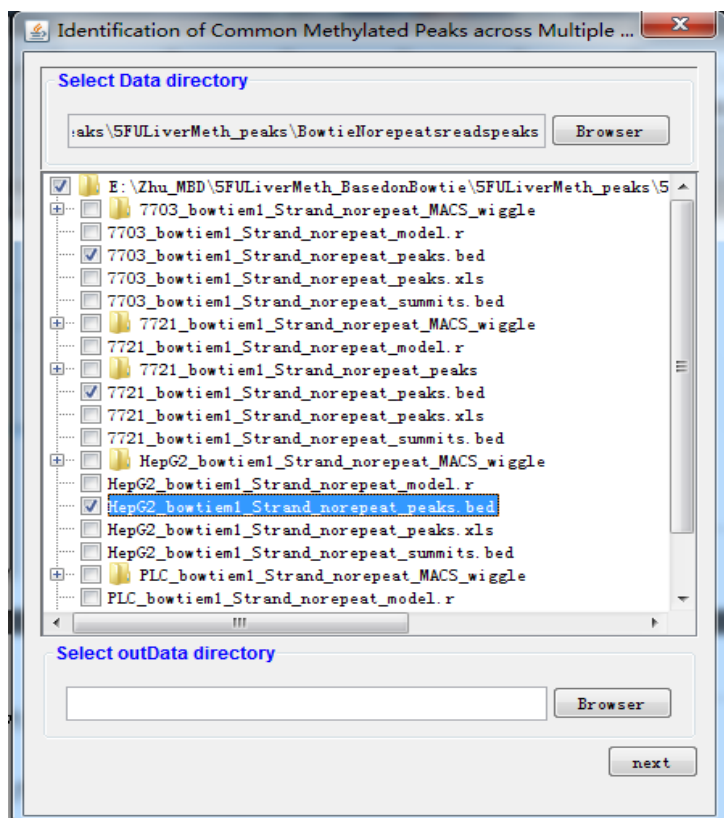 Identification of Common Methylated Peaks across Multiple ...
Select Data directory
:aks\5FULiverMeth_peaks\BowtieNorepeatsreadspeaks Browser
E:\Zhu_MBD\5FULiverMeth_BasedonBowtie\5FULiverMeth_peaks\5
7703_bowtiem1_Strand_norepeat_MACS_wiggle
7703_bowtiem1_Strand_norepeat_model.r
7703_bowtiem1_Strand_norepeat_peaks.bed
7703_bowtiem1_Strand_norepeat_peaks.xls
7703_bowtiem1_Strand_norepeat_summits.bed
7721_bowtiem1_Strand_norepeat_MACS_wiggle
7721_bowtiem1_Strand_norepeat_model.r
7721_bowtiem1_Strand_norepeat_peaks
7721_bowtiem1_Strand_norepeat_peaks.bed
7721_bowtiem1_Strand_norepeat_peaks.xls
7721_bowtiem1_Strand_norepeat_summits.bed
HepG2_bowtiem1_Strand_norepeat_MACS_wiggle
HepG2_bowtiem1_Strand_norepeat_model.r
HepG2_bowtiem1_Strand_norepeat_peaks.bed
HepG2_bowtiem1_Strand_norepeat_peaks.xls
HepG2_bowtiem1_Strand_norepeat_summits.bed
PLC_bowtiem1_Strand_norepeat_MACS_wiggle
PLC_bowtiem1_Strand_norepeat_model.r
Select outData directory
Browser
next